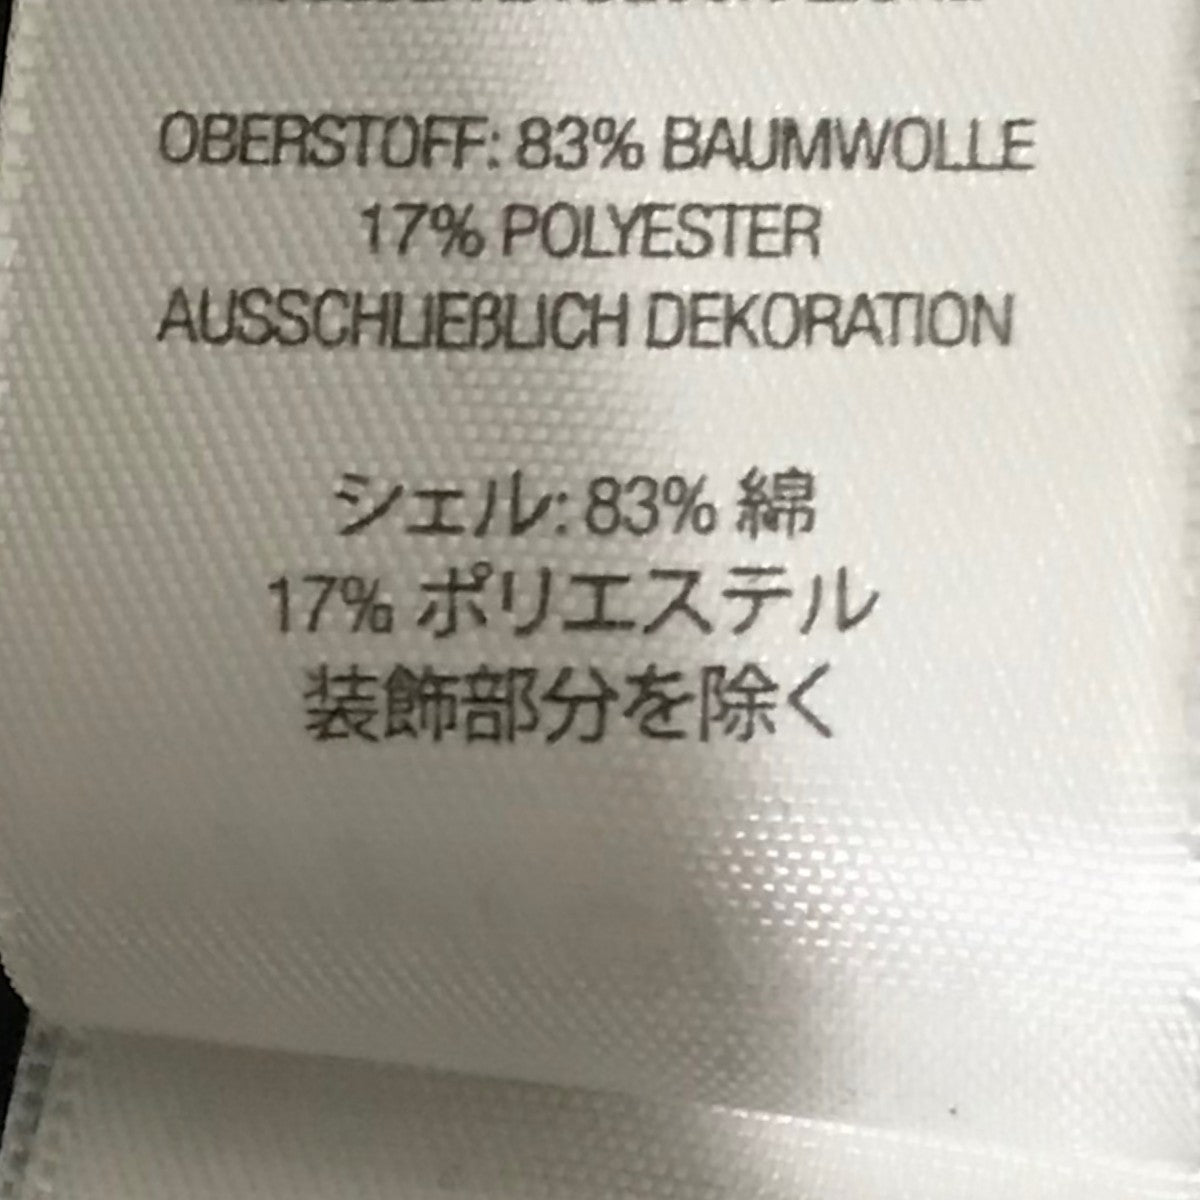 OBERSTOFF: 83% BAUMWOLLE
17% POLYESTER
AUSSCHLIEßLICH DEKORATION
シェル: 83% 綿
17% ポリエステル
装飾部分を除く